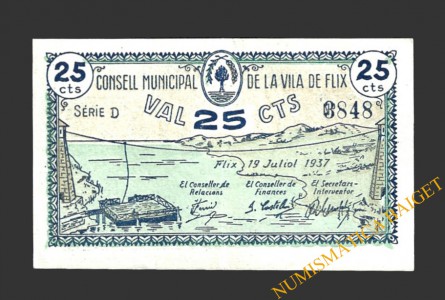 25 cts
CONSELL MUNICIPAL DE LA VILA DE FLIX
25 cts
SÈRIE D
VAL 25 CTS
3848
Flix, 19 Juliol 1937
El Conseller de Relacions
El Conseller de Finances
El Secretari-Interventor
NUMISMÀTICA HAIGET